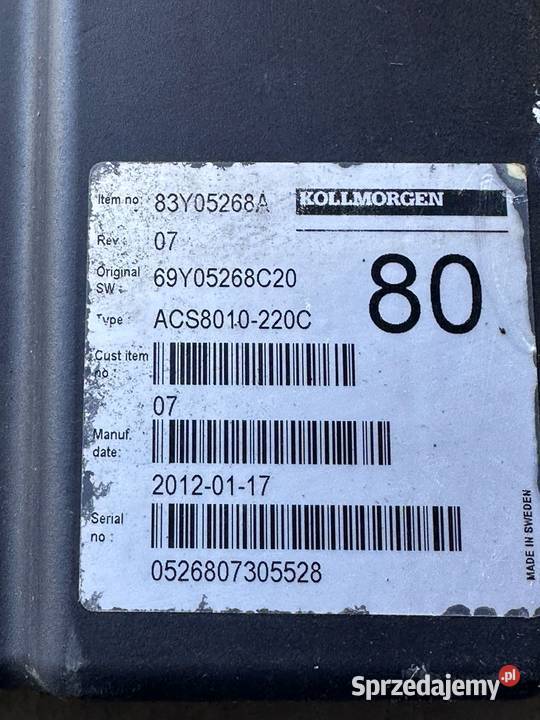 Item no: 83Y05268A KOLLMORGEN
Rev: 07
Original SW: 69Y05268C20
80
Type: ACS8010-220C
Cust item no:
07
Manuf. date:
2012-01-17
Serial no:
0526807305528
MADE IN SWEDEN
Sprzedajemy.pl